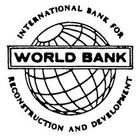 INTERNATIONAL BANK FOR
WORLD BANK
RECONSTRUCTION AND DEVELOPMENT